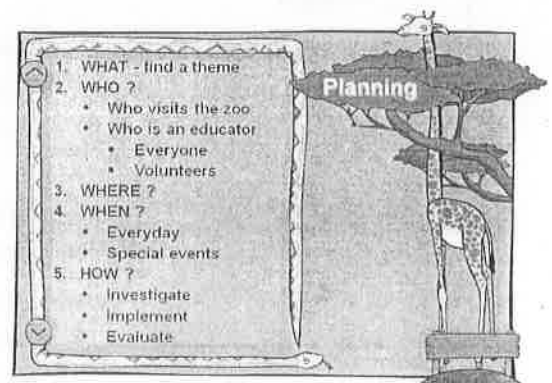 1. WHAT - find a theme
2. WHO ?
• Who visits the zoo
• Who is an educator
• Everyone
• Volunteers
3. WHERE ?
4. WHEN ?
• Everyday
• Special events
5. HOW ?
• Investigate
• Implement
• Evaluate
Planning